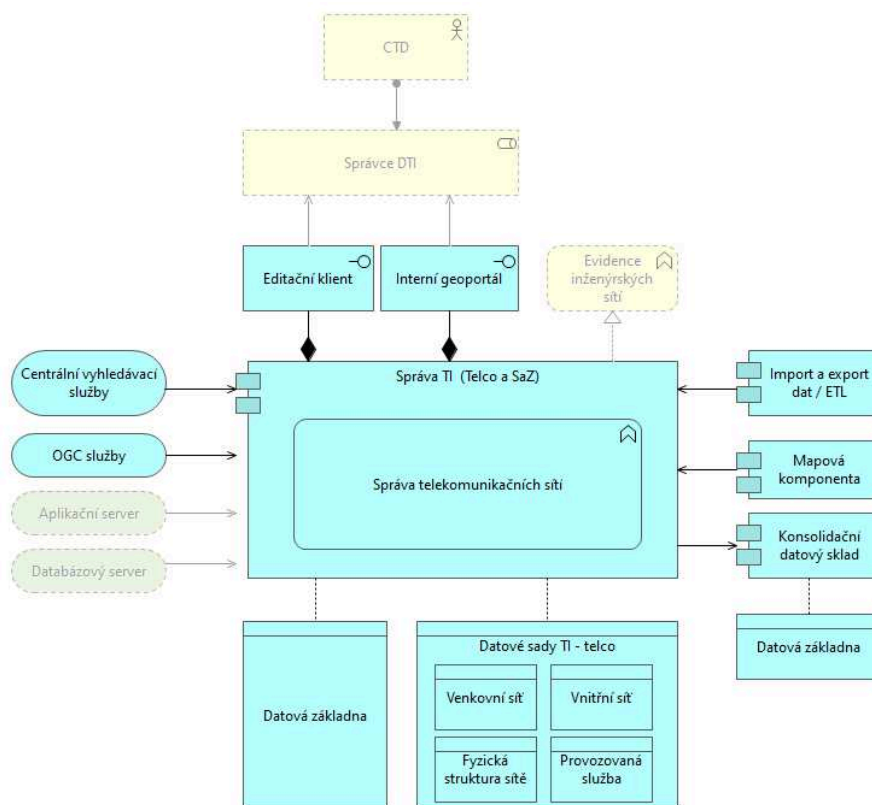 CTD
Správce DTI
Editační klient
Interní geoportál
Evidence
inženýrských
sítí
Centrální vyhledávací
služby
OGC služby
Aplikační server
Databázový server
Správa TI (Telco a SaZ)
Správa telekomunikačních sítí
Import a export
dat / ETL
Mapová
komponenta
Konsolidační
datový sklad
Datová základna
Datová základna
Datové sady TI - telco
Venkovní síť
Vnitřní síť
Fyzická
struktura sítě
Provozovaná
služba